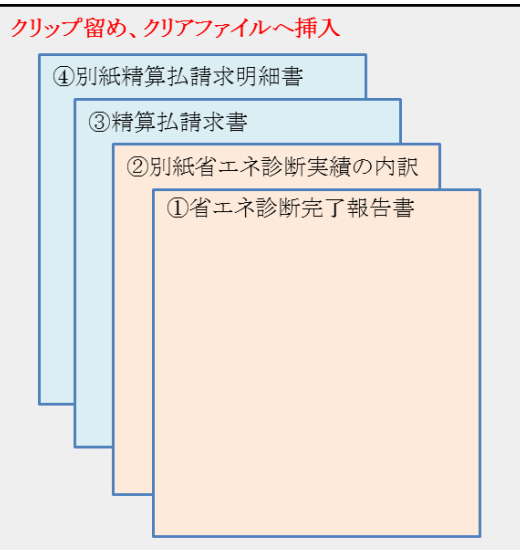 クリップ留め、クリアファイルへ挿入
④別紙精算払請求明細書
③精算払請求書
②別紙省エネ診断実績の内訳
①省エネ診断完了報告書